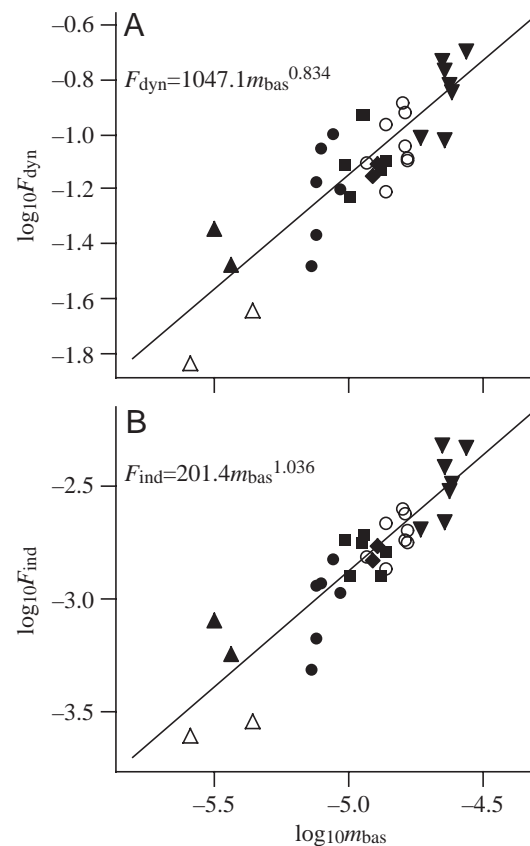 A
F_dyn=1047.1m_bas^0.834
log10F_dyn
−0.6
−0.8
−1.0
−1.2
−1.4
−1.6
−1.8
B
F_ind=201.4m_bas^1.036
log10F_ind
−2.5
−3.0
−3.5
−5.5 −5.0 −4.5
log10m_bas